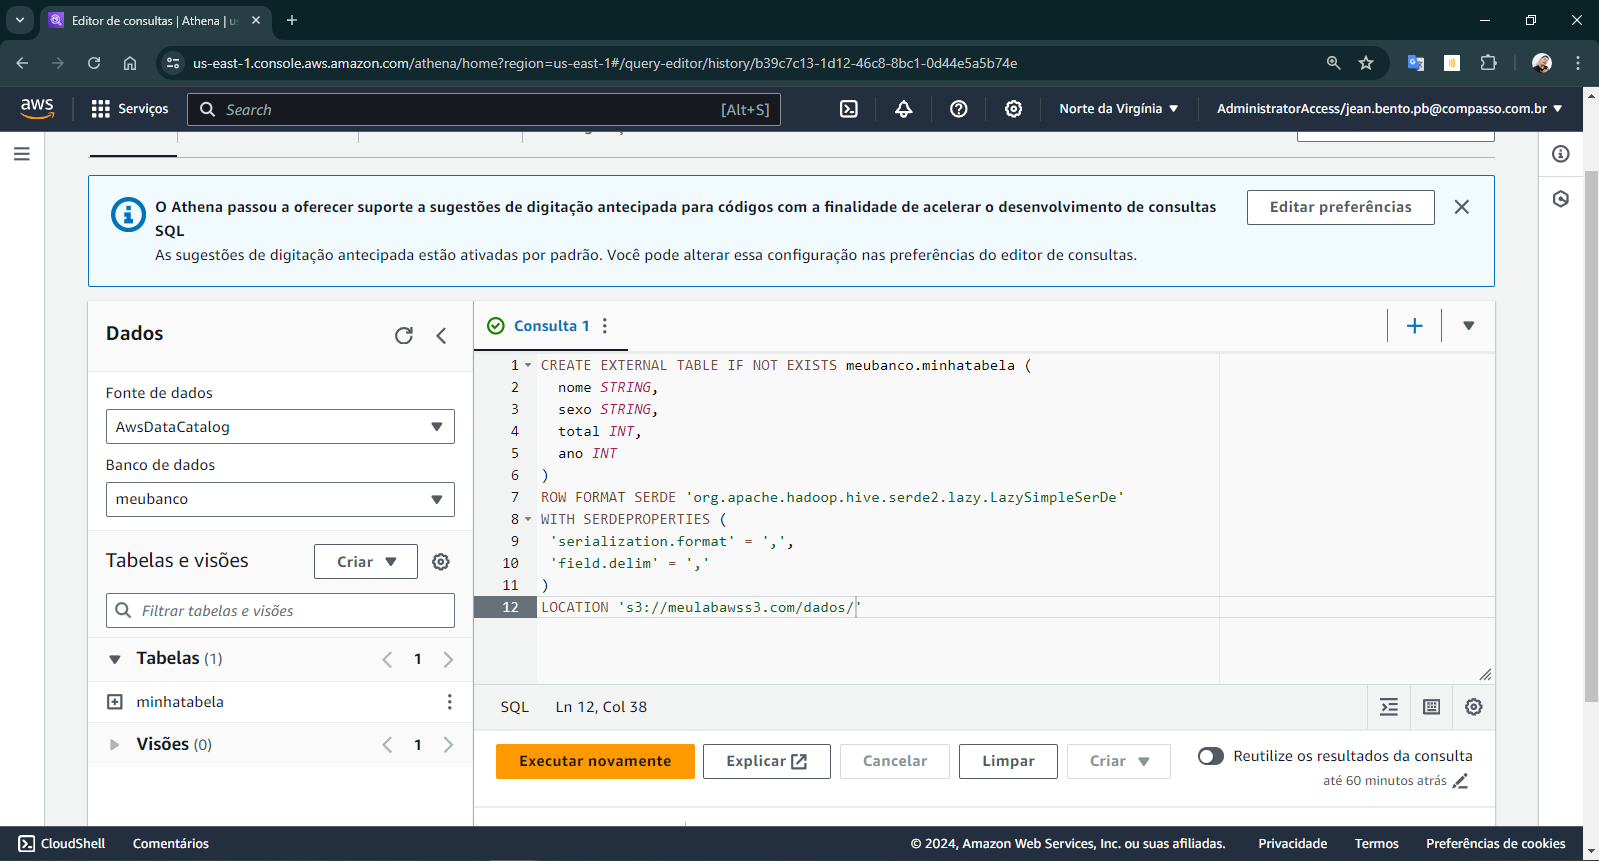 Editor de consultas | Athena | us
us-east-1.console.aws.amazon.com/athena/home?region=us-east-1#/query-editor/history/b39c7c13-1d12-46c8-8bc1-0d44e5a5b74e
aws
Serviços
Search
[Alt+S]
Norte da Virgínia
AdministratorAccess/jean.bento.pb@compasso.com.br
O Athena passou a oferecer suporte a sugestões de digitação antecipada para códigos com a finalidade de acelerar o desenvolvimento de consultas
SQL
As sugestões de digitação antecipada estão ativadas por padrão. Você pode alterar essa configuração nas preferências do editor de consultas.
Editar preferências
Dados
Fonte de dados
AwsDataCatalog
Banco de dados
meubanco
Tabelas e visões
Criar
Filtrar tabelas e visões
Tabelas (1)
1
minhatabela
Visões (0)
1
Consulta 1
1 CREATE EXTERNAL TABLE IF NOT EXISTS meubanco.minhatabela (
2 nome STRING,
3 sexo STRING,
4 total INT,
5 ano INT
6 )
7 ROW FORMAT SERDE 'org.apache.hadoop.hive.serde2.lazy.LazySimpleSerDe'
8 WITH SERDEPROPERTIES (
9 'serialization.format' = ',',
10 'field.delim' = ','
11 )
12 LOCATION 's3://meulabawss3.com/dados/'
SQL
Ln 12, Col 38
Executar novamente
Explicar
Cancelar
Limpar
Criar
Reutilize os resultados da consulta
até 60 minutos atrás
CloudShell
Comentários
© 2024, Amazon Web Services, Inc. ou suas afiliadas.
Privacidade
Termos
Preferências de cookies